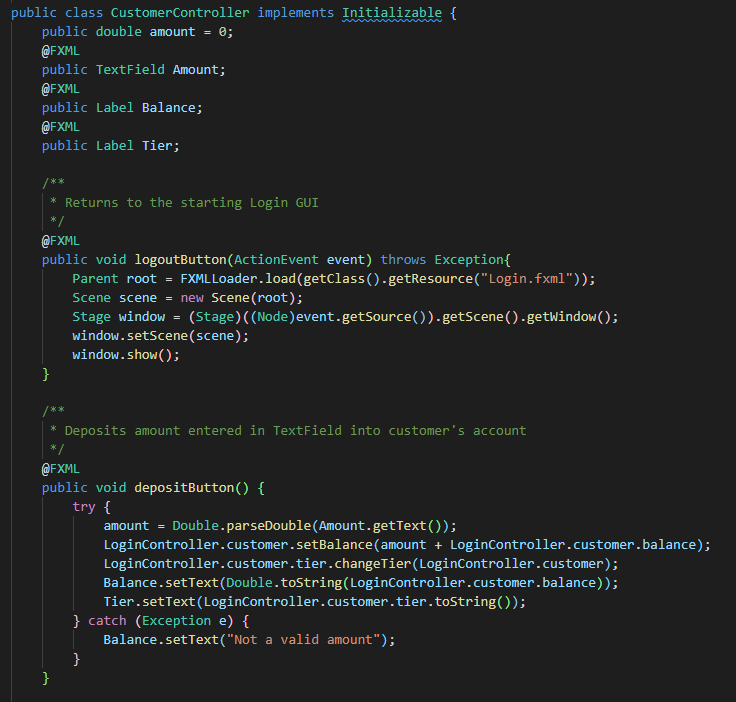 public class CustomerController implements Initializable {
    public double amount = 0;
    @FXML
    public TextField Amount;
    @FXML
    public Label Balance;
    @FXML
    public Label Tier;

    /**
     * Returns to the starting Login GUI
     */
    @FXML
    public void logoutButton(ActionEvent event) throws Exception{
        Parent root = FXMLLoader.load(getClass().getResource("Login.fxml"));
        Scene scene = new Scene(root);
        Stage window = (Stage)((Node)event.getSource()).getScene().getWindow();
        window.setScene(scene);
        window.show();
    }

    /**
     * Deposits amount entered in TextField into customer's account
     */
    @FXML
    public void depositButton() {
        try {
            amount = Double.parseDouble(Amount.getText());
            LoginController.customer.setBalance(amount + LoginController.customer.balance);
            LoginController.customer.tier.changeTier(LoginController.customer);
            Balance.setText(Double.toString(LoginController.customer.balance));
            Tier.setText(LoginController.customer.tier.toString());
        } catch (Exception e) {
            Balance.setText("Not a valid amount");
        }
    }